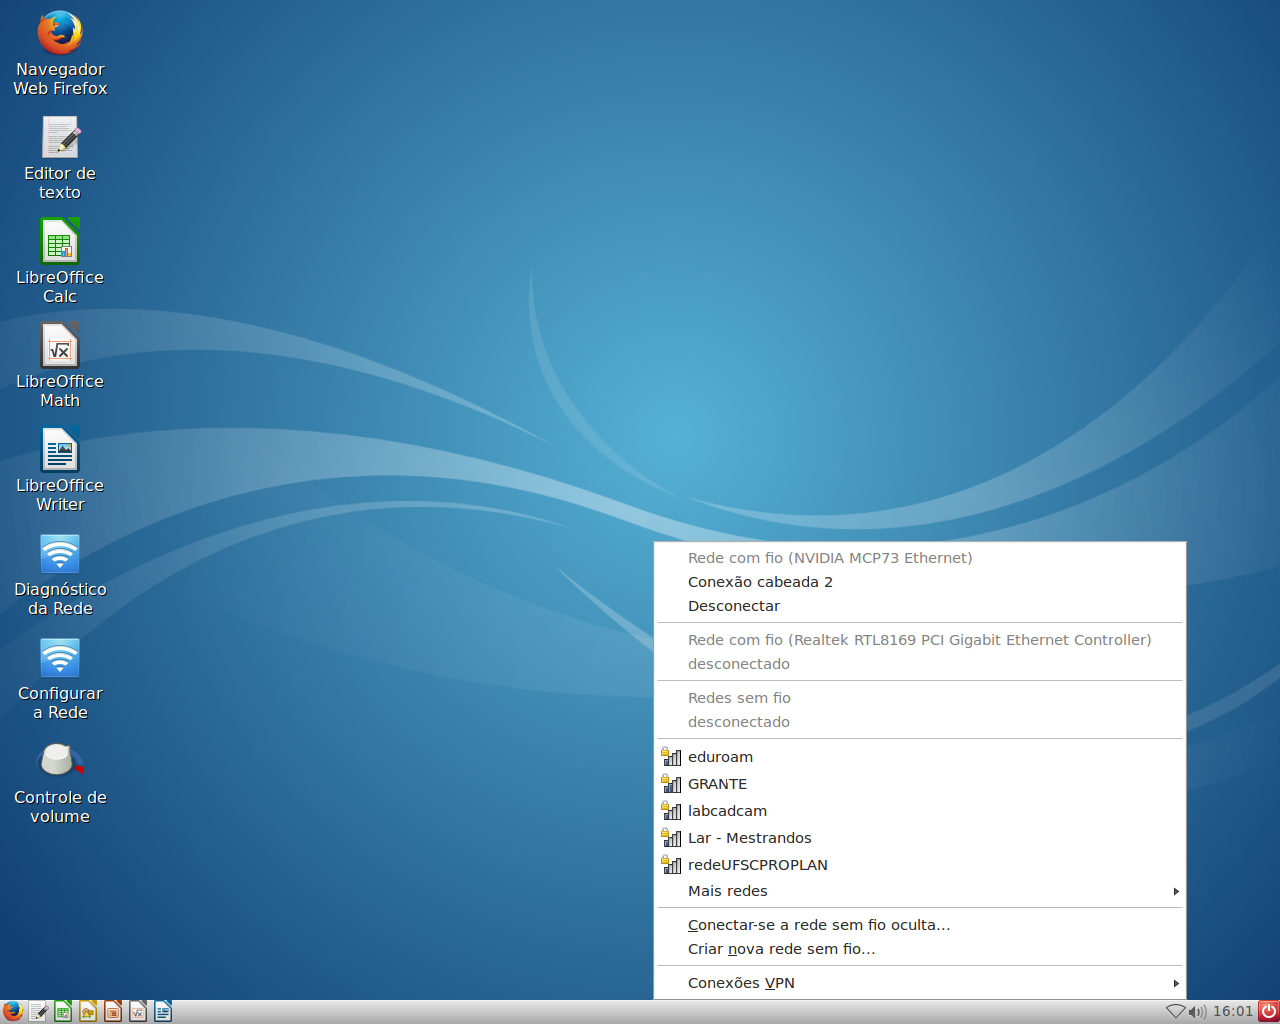 Navegador
Web Firefox
Editor de
texto
LibreOffice
Calc
LibreOffice
Math
LibreOffice
Writer
Diagnóstico
da Rede
Configurar
a Rede
Controle de
volume
Rede com fio (NVIDIA MCP73 Ethernet)
Conexão cabeada 2
Desconectar
Rede com fio (Realtek RTL8169 PCI Gigabit Ethernet Controller)
desconectado
Redes sem fio
desconectado
eduroam
GRANTE
labcadcam
Lar - Mestrandos
redeUFSCPROPLAN
Mais redes
Conectar-se a rede sem fio oculta...
Criar nova rede sem fio...
Conexões VPN
16:01